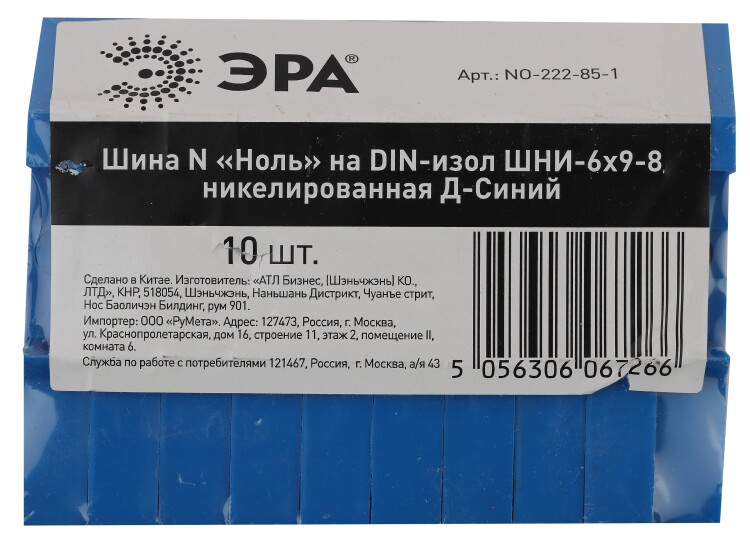 ЭРА®
Арт.: NO-222-85-1
Шина N «Ноль» на DIN-изол ШНИ-6x9-8
никелированная Д-Синий
10 шт.
Сделано в Китае. Изготовитель: «АТЛ Бизнес, (Шэньчжэнь) КО.,
ЛТД», КНР, 518054, Шэньчжэнь, Наньшань Дистрикт, Чуанъе стрит,
Нос Баоличэн Билдинг, рум 901.
Импортер: ООО «РуМета». Адрес: 127473, Россия, г. Москва,
ул. Краснопролетарская, дом 16, строение 11, этаж 2, помещение II,
комната 6.
Служба по работе с потребителями 121467, Россия, г. Москва, а/я 43
5 056306 067266